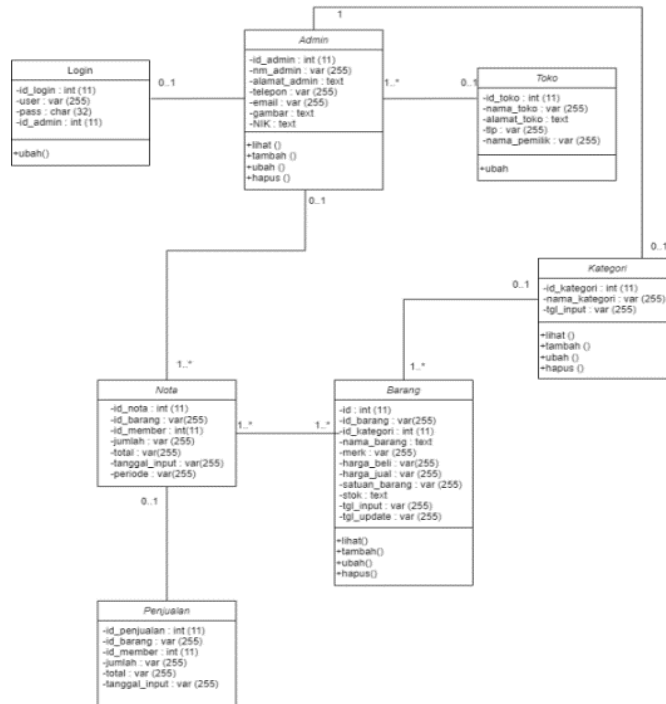 1
Admin
-id_admin : int (11)
-nm_admin : var (255)
-alamat_admin : text
-telepon : var (255)
-email : var (255)
-gambar : text
-NIK : text
+lihat ()
+tambah ()
+ubah ()
+hapus ()
Login
-id_login : int (11)
-user : var (255)
-pass : char (32)
-id_admin : int (11)
+ubah()
0..1
1..*
0..1
Toko
-id_toko : int (11)
-nama_toko : var (255)
-alamat_toko : text
-tlp : var (255)
-nama_pemilik : var (255)
+ubah
0..1
0..1
Kategori
-id_kategori : int (11)
-nama_kategori : var (255)
-tgl_input : var (255)
+lihat ()
+tambah ()
+ubah ()
+hapus ()
0..1
1..*
1..*
Nota
-id_nota : int (11)
-id_barang : var(255)
-id_member : int(11)
-jumlah : var (255)
-total : var (255)
-tanggal_input : var(255)
-periode : var(255)
1..*
1..*
Barang
-id : int (11)
-id_barang : var(255)
-id_kategori : int (11)
-nama_barang : text
-merk : var (255)
-harga_beli : var(255)
-harga_jual : var (255)
-satuan_barang : var (255)
-stok : text
-tgl_input : var (255)
-tgl_update : var (255)
+lihat()
+tambah()
+ubah()
+hapus()
0..1
Penjualan
-id_penjualan : int (11)
-id_barang : var (255)
-id_member : int (11)
-jumlah : var (255)
-total : var (255)
-tanggal_input : var (255)